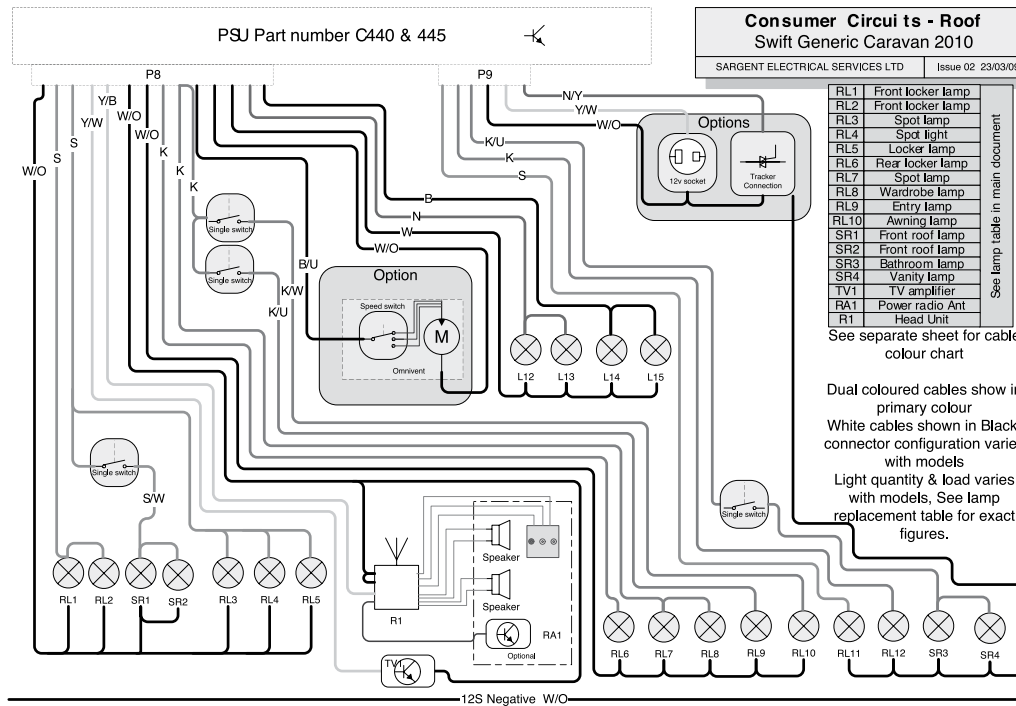 PSU Part number C440 & 445
P8
P9
Consumer Circuits - Roof
Swift Generic Caravan 2010
SARGENT ELECTRICAL SERVICES LTD
Issue 02 23/03/09
RL1 Front locker lamp
RL2 Front locker lamp
RL3 Spot lamp
RL4 Spot light
RL5 Locker lamp
RL6 Rear locker lamp
RL7 Spot lamp
RL8 Wardrobe lamp
RL9 Entry lamp
RL10 Awning lamp
SR1 Front roof lamp
SR2 Front roof lamp
SR3 Bathroom lamp
SR4 Vanity lamp
TV1 TV amplifier
RA1 Power radio Ant
R1 Head Unit
See lamp table in main document
See separate sheet for cable
colour chart
Dual coloured cables show in
primary colour
White cables shown in Black
connector configuration varie
with models
Light quantity & load varies
with models, See lamp
replacement table for exact
figures.
W/O
S
S
Y/W
Y/B
W/O
W/O
K
K
K
N/Y
Y/W
W/O
K/U
K
S
B
N
W
W/O
B/U
K/W
K/U
S/W
Options
12v socket
Tracker
Connection
Single switch
Single switch
Option
Speed switch
M
Omnivent
L12
L13
L14
L15
Single switch
Single switch
Speaker
Speaker
R1
RA1
Optional
TV1
RL1
RL2
SR1
SR2
RL3
RL4
RL5
RL6
RL7
RL8
RL9
RL10
RL11
RL12
SR3
SR4
12S Negative W/O